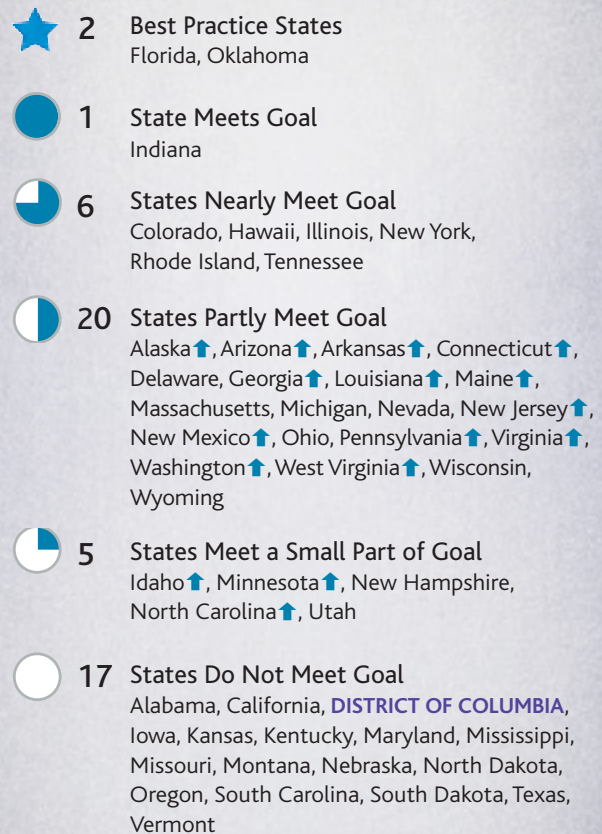 2 Best Practice States
Florida, Oklahoma
1 State Meets Goal
Indiana
6 States Nearly Meet Goal
Colorado, Hawaii, Illinois, New York,
Rhode Island, Tennessee
20 States Partly Meet Goal
Alaska⬆, Arizona⬆, Arkansas⬆, Connecticut⬆,
Delaware, Georgia⬆, Louisiana⬆, Maine⬆,
Massachusetts, Michigan, Nevada, New Jersey⬆,
New Mexico⬆, Ohio, Pennsylvania⬆, Virginia⬆,
Washington⬆, West Virginia⬆, Wisconsin,
Wyoming
5 States Meet a Small Part of Goal
Idaho⬆, Minnesota⬆, New Hampshire,
North Carolina⬆, Utah
17 States Do Not Meet Goal
Alabama, California, DISTRICT OF COLUMBIA,
Iowa, Kansas, Kentucky, Maryland, Mississippi,
Missouri, Montana, Nebraska, North Dakota,
Oregon, South Carolina, South Dakota, Texas,
Vermont